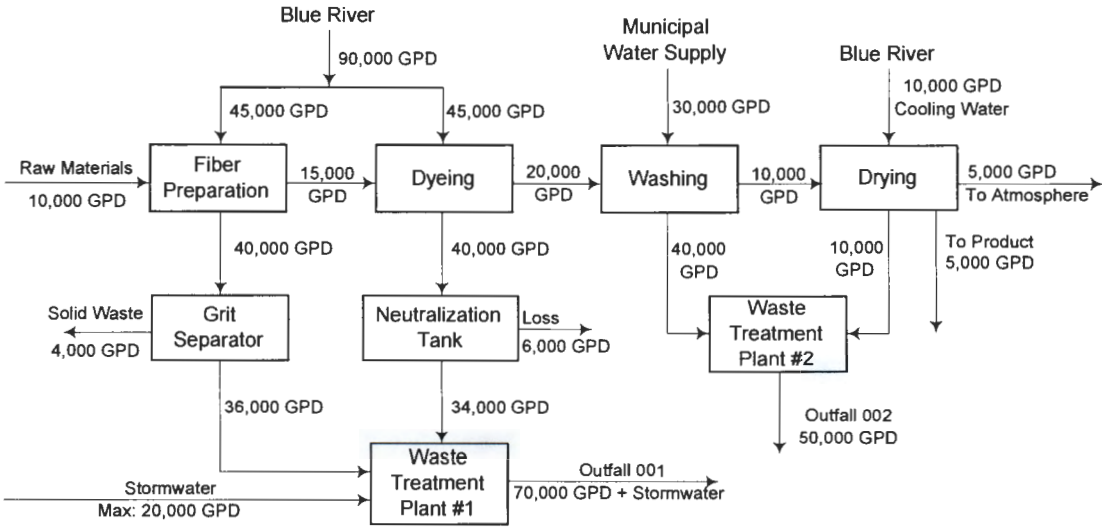 Blue River
90,000 GPD
45,000 GPD
45,000 GPD
Municipal
Water Supply
30,000 GPD
Blue River
10,000 GPD
Cooling Water
Raw Materials
10,000 GPD
Fiber
Preparation
15,000
GPD
Dyeing
20,000
GPD
Washing
10,000
GPD
Drying
5,000 GPD
To Atmosphere
40,000 GPD
40,000 GPD
40,000
GPD
10,000
GPD
To Product
5,000 GPD
Solid Waste
4,000 GPD
Grit
Separator
Neutralization
Tank
Loss
6,000 GPD
Waste
Treatment
Plant #2
36,000 GPD
34,000 GPD
Outfall 002
50,000 GPD
Stormwater
Max: 20,000 GPD
Waste
Treatment
Plant #1
Outfall 001
70,000 GPD + Stormwater